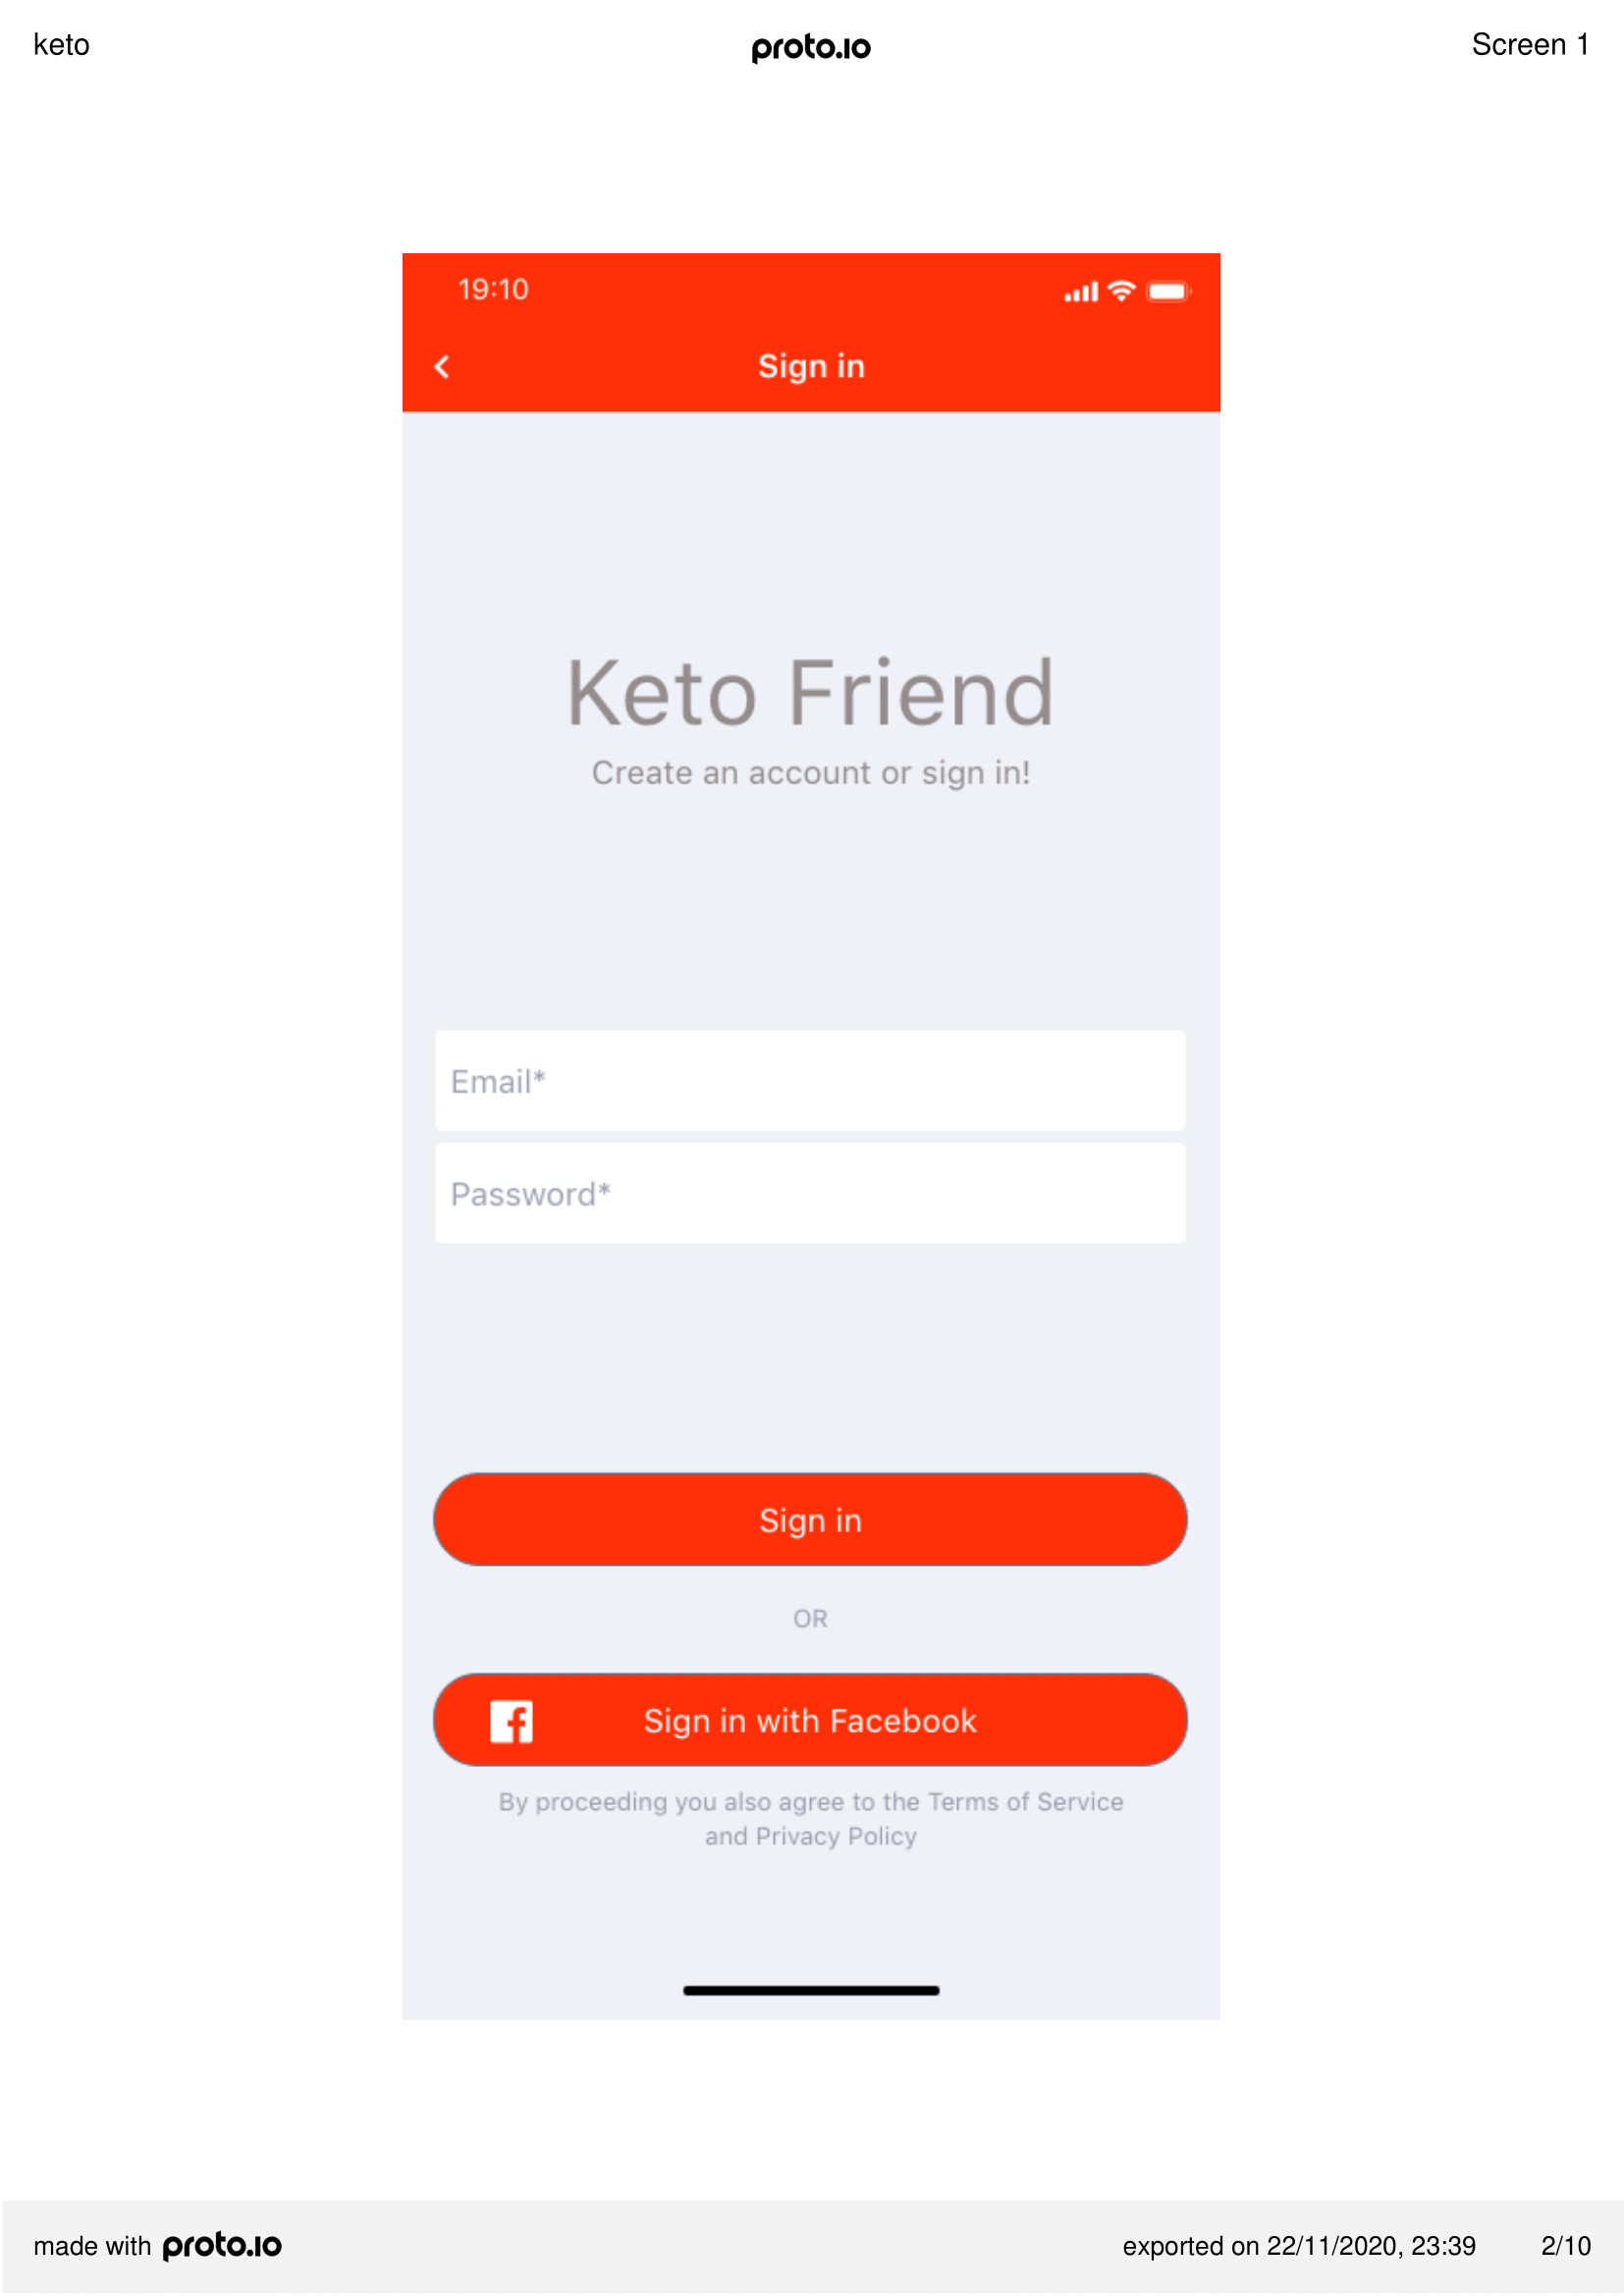 keto
proto.io
Screen 1
19:10
Sign in
Keto Friend
Create an account or sign in!
Email*
Password*
Sign in
OR
Sign in with Facebook
By proceeding you also agree to the Terms of Service
and Privacy Policy
made with proto.io
exported on 22/11/2020, 23:39
2/10